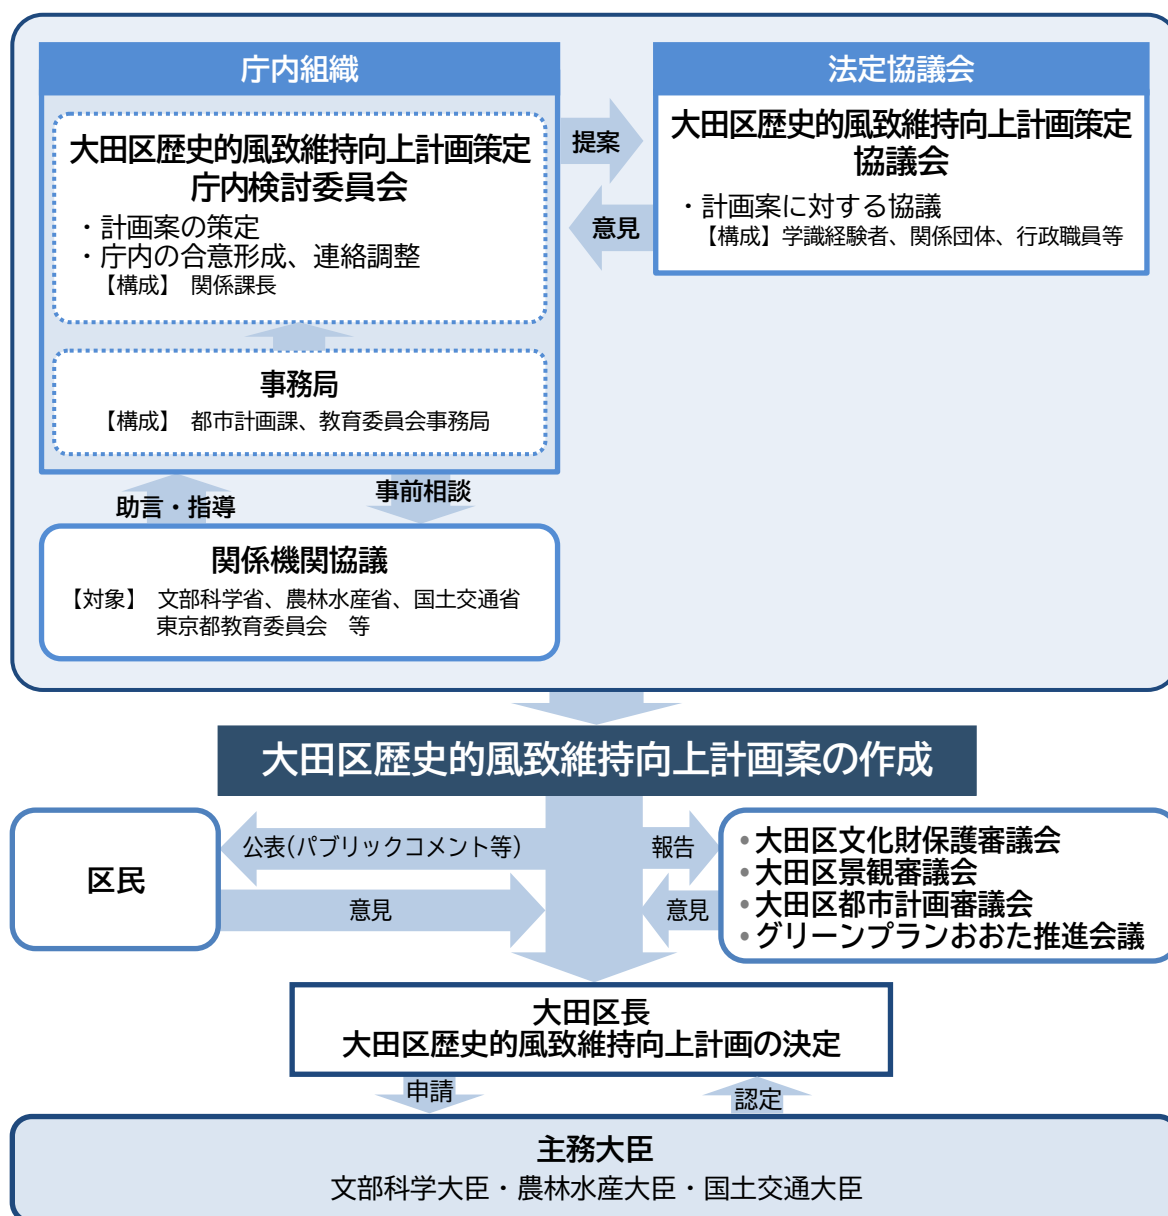 庁内組織
大田区歴史的風致維持向上計画策定
庁内検討委員会
・計画案の策定
・庁内の合意形成、連絡調整
【構成】 関係課長
事務局
【構成】 都市計画課、教育委員会事務局
提案
意見
法定協議会
大田区歴史的風致維持向上計画策定
協議会
・計画案に対する協議
【構成】学識経験者、関係団体、行政職員等
助言・指導
事前相談
関係機関協議
【対象】 文部科学省、農林水産省、国土交通省
東京都教育委員会 等
大田区歴史的風致維持向上計画案の作成
区民
公表(パブリックコメント等)
意見
報告
意見
•大田区文化財保護審議会
•大田区景観審議会
•大田区都市計画審議会
•グリーンプランおおた推進会議
大田区長
大田区歴史的風致維持向上計画の決定
申請
認定
主務大臣
文部科学大臣・農林水産大臣・国土交通大臣